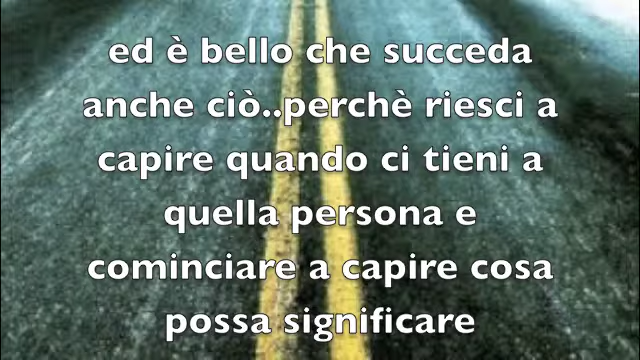 ed è bello che succeda
anche ciò..perchè riesci a
capire quando ci tieni a
quella persona e
cominciare a capire cosa
possa significare